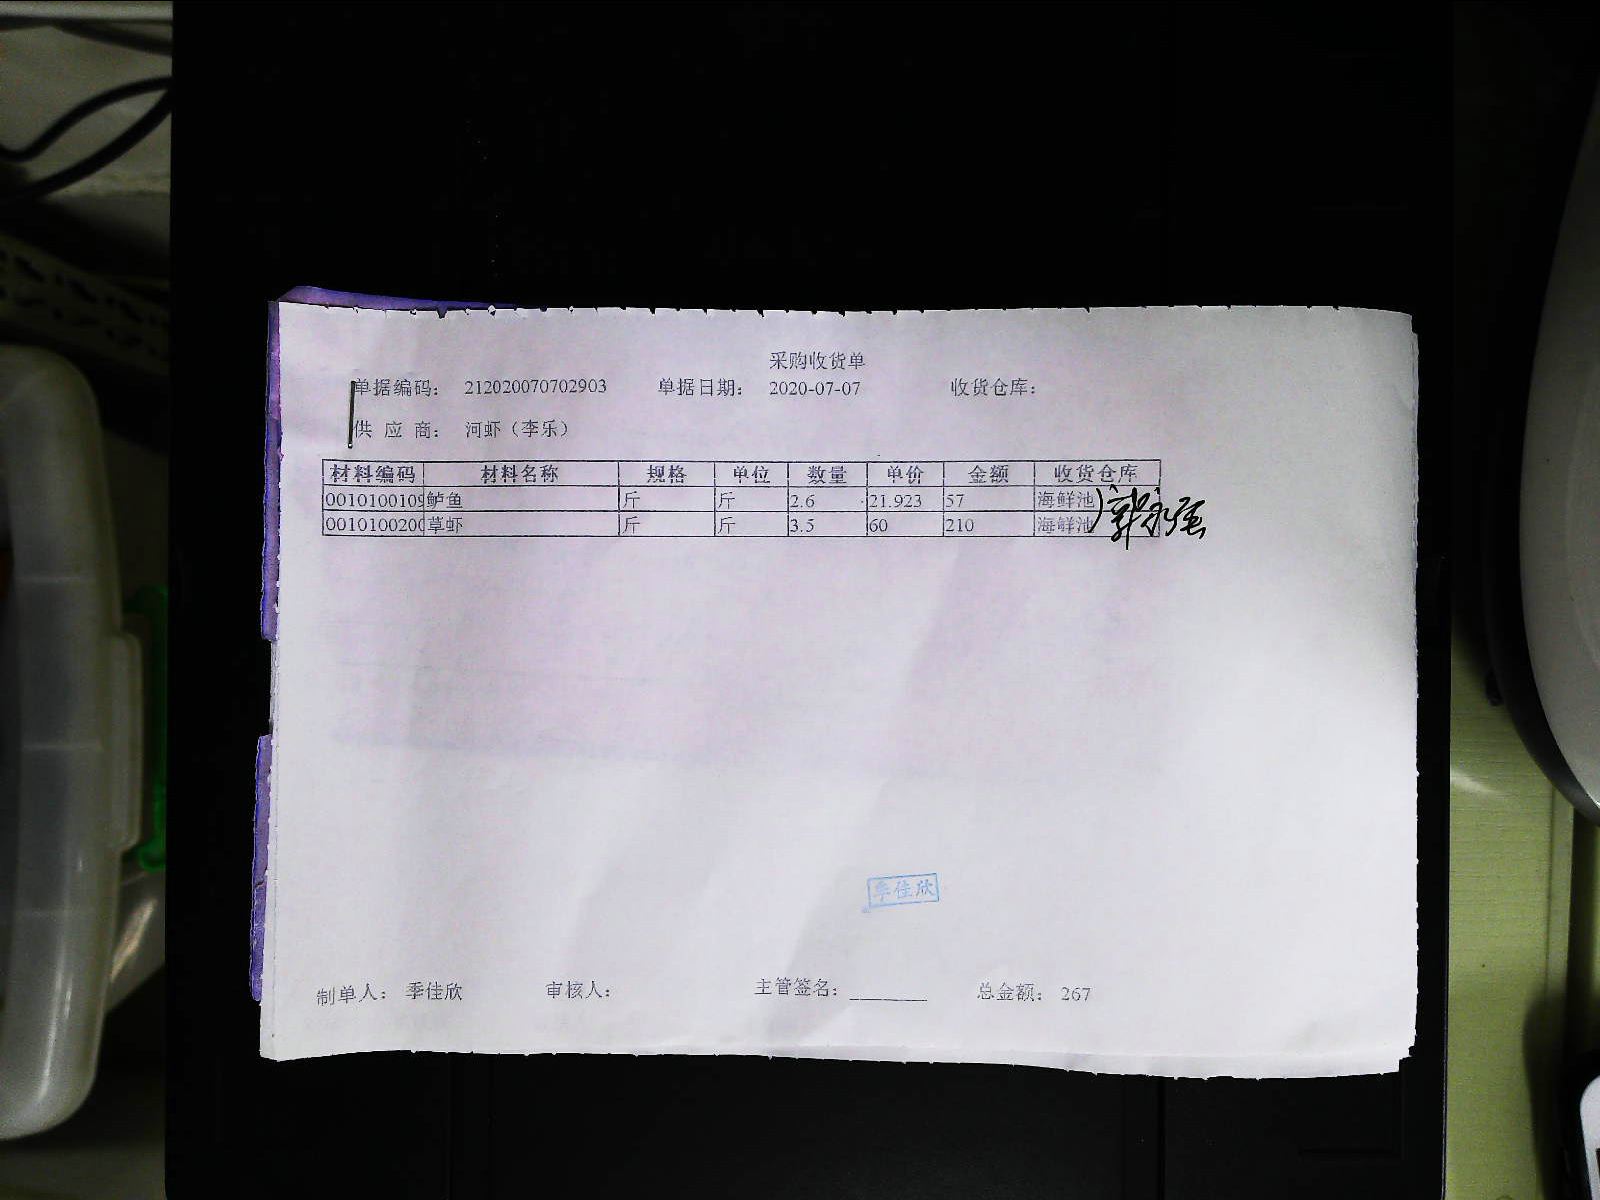 采购收货单
单据编码： 212020070702903 单据日期： 2020-07-07 收货仓库：
供 应 商： 河虾（李乐）
材料编码 材料名称 规格 单位 数量 单价 金额 收货仓库
0010100109 鲈鱼 斤 斤 2.6 21.923 57 海鲜池
0010100200 草虾 斤 斤 3.5 60 210 海鲜池
季佳欣
制单人： 季佳欣 审核人： 主管签名：________ 总金额： 267